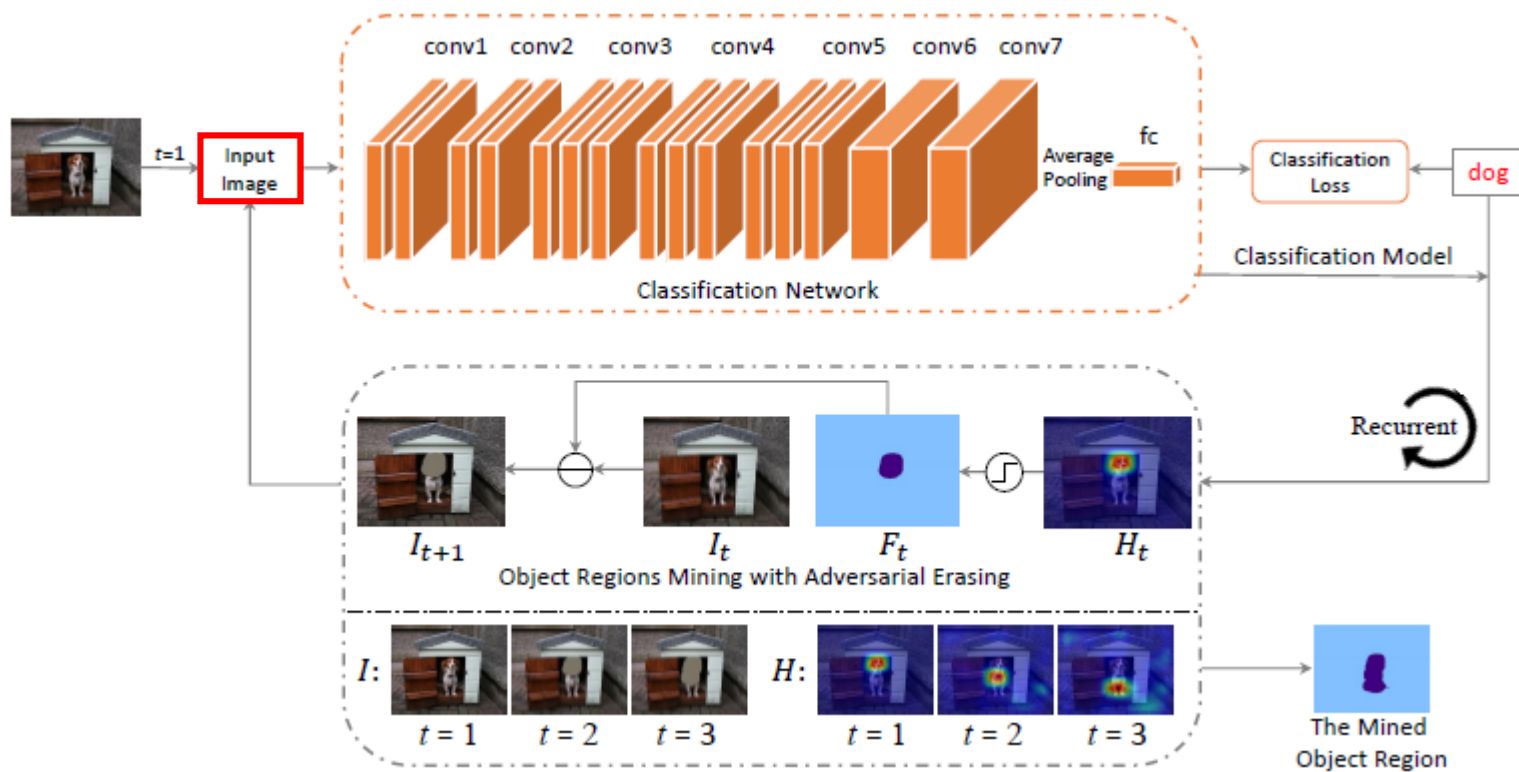 conv1 conv2 conv3 conv4 conv5 conv6 conv7
t=1
Input
Image
Average
Pooling
fc
Classification
Loss
dog
Classification Network
Classification Model
Recurrent
I_{t+1}
I_t
F_t
H_t
Object Regions Mining with Adversarial Erasing
I:
t = 1
t = 2
t = 3
H:
t = 1
t = 2
t = 3
The Mined
Object Region